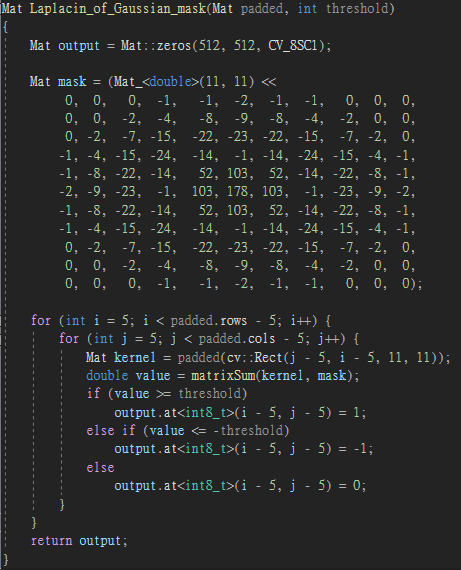 Mat Laplacin_of_Gaussian_mask(Mat padded, int threshold)
{
    Mat output = Mat::zeros(512, 512, CV_8SC1);

    Mat mask = (Mat_<double>(11, 11) <<
         0,  0,   0,  -1,   -1,  -2,  -1,  -1,   0,  0,  0,
         0,  0,  -2,  -4,   -8,  -9,  -8,  -4,  -2,  0,  0,
         0, -2,  -7, -15,  -22, -23, -22, -15,  -7, -2,  0,
        -1, -4, -15, -24,  -14,  -1, -14, -24, -15, -4, -1,
        -1, -8, -22, -14,   52, 103,  52, -14, -22, -8, -1,
        -2, -9, -23,  -1,  103, 178, 103,  -1, -23, -9, -2,
        -1, -8, -22, -14,   52, 103,  52, -14, -22, -8, -1,
        -1, -4, -15, -24,  -14,  -1, -14, -24, -15, -4, -1,
         0, -2,  -7, -15,  -22, -23, -22, -15,  -7, -2,  0,
         0,  0,  -2,  -4,   -8,  -9,  -8,  -4,  -2,  0,  0,
         0,  0,   0,  -1,   -1,  -2,  -1,  -1,   0,  0,  0);

    for (int i = 5; i < padded.rows - 5; i++) {
        for (int j = 5; j < padded.cols - 5; j++) {
            Mat kernel = padded(cv::Rect(j - 5, i - 5, 11, 11));
            double value = matrixSum(kernel, mask);
            if (value >= threshold)
                output.at<int8_t>(i - 5, j - 5) = 1;
            else if (value <= -threshold)
                output.at<int8_t>(i - 5, j - 5) = -1;
            else
                output.at<int8_t>(i - 5, j - 5) = 0;
        }
    }
    return output;
}